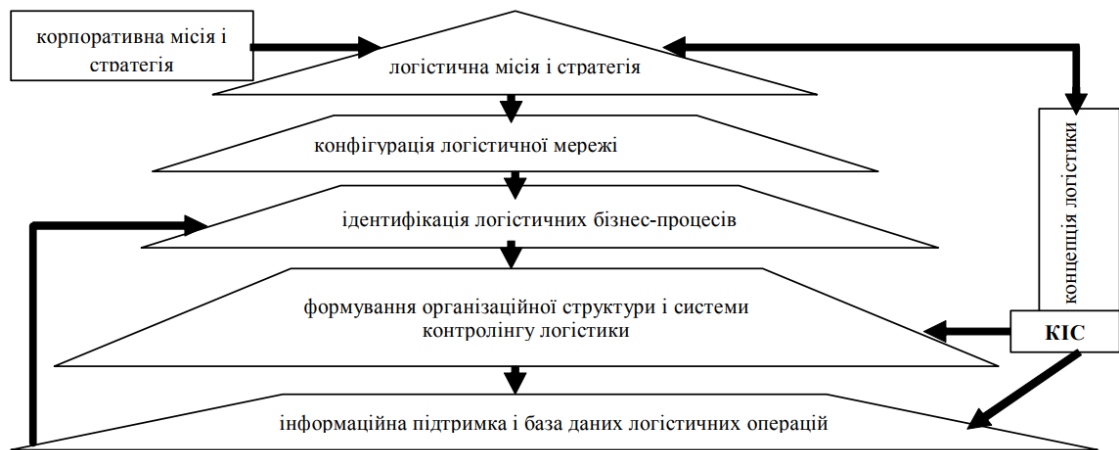 корпоративна місія і
стратегія
логістична місія і стратегія
конфігурація логістичної мережі
ідентифікація логістичних бізнес-процесів
формування організаційної структури і системи
контролінгу логістики
інформаційна підтримка і база даних логістичних операцій
концепція логістики
КІС